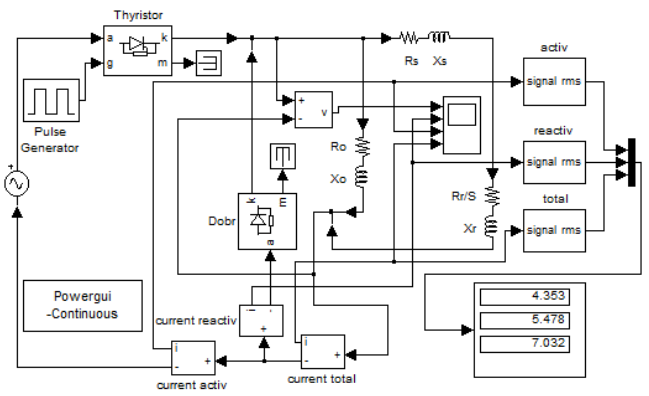 Thyristor
a
k
g
m
Pulse
Generator
+
+
-
v
Rs
Xs
activ
signal rms
reactiv
signal rms
total
signal rms
Ro
Xo
Rr/S
Xr
k
m
Dobr
a
Powergui
-Continuous
current reactiv
+
i
-
+
current activ
i
-
+
current total
4.353
5.478
7.032